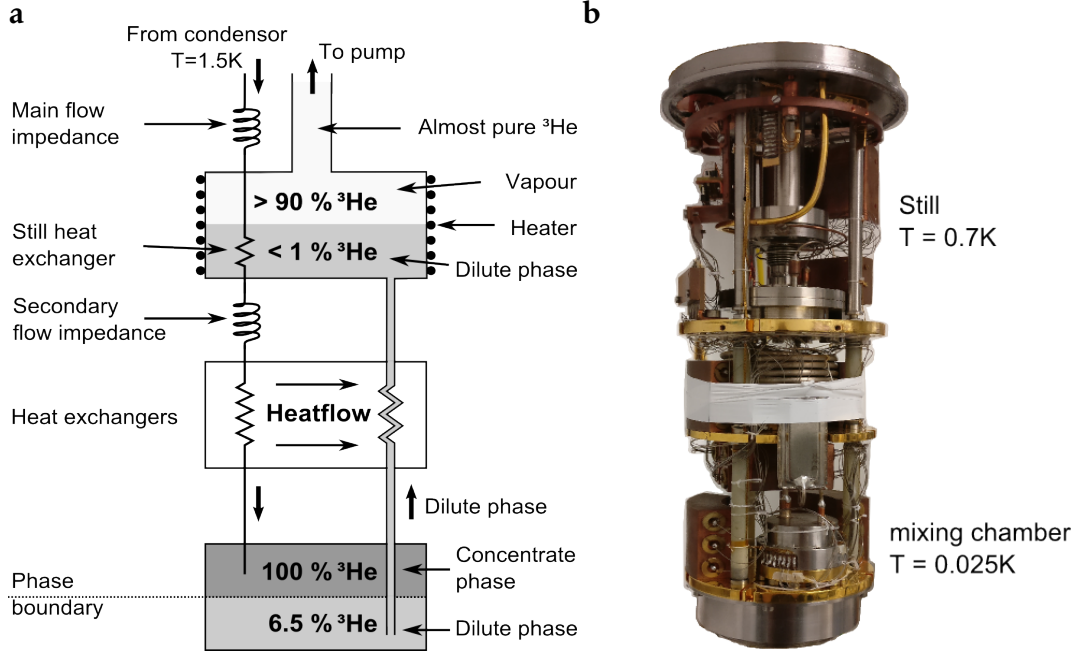 a
From condensor
T=1.5K
To pump
Main flow
impedance
Almost pure ³He
Vapour
> 90 % ³He
Heater
Still heat
exchanger
< 1 % ³He
Dilute phase
Secondary
flow impedance
Heat exchangers
Heatflow
Dilute phase
Concentrate
phase
100 % ³He
Phase
boundary
6.5 % ³He
Dilute phase
b
Still
T = 0.7K
mixing chamber
T = 0.025K